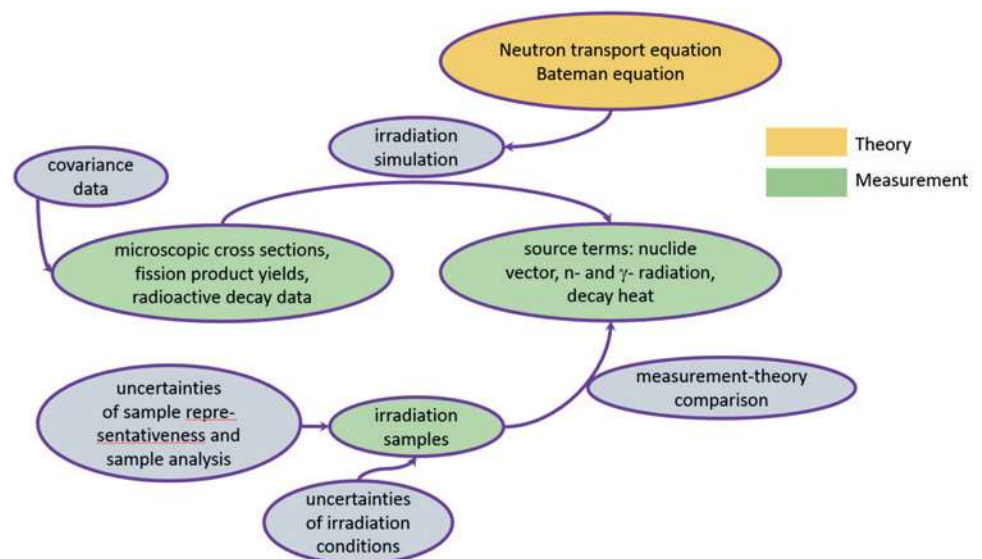 Neutron transport equation
Bateman equation
irradiation
simulation
Theory
Measurement
covariance
data
microscopic cross sections,
fission product yields,
radioactive decay data
source terms: nuclide
vector, n- and γ- radiation,
decay heat
uncertainties
of sample repre-
sentativeness and
sample analysis
irradiation
samples
measurement-theory
comparison
uncertainties
of irradiation
conditions